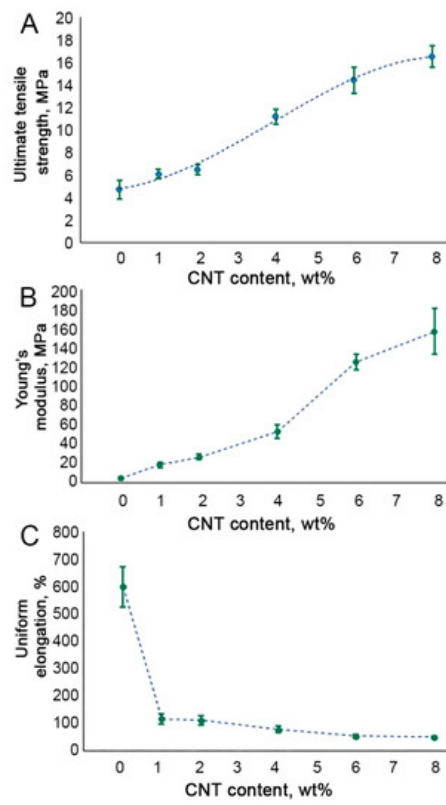 A
Ultimate tensile
strength, MPa
20
18
16
14
12
10
8
6
4
2
0
0 1 2 3 4 5 6 7 8
CNT content, wt%
B
Young's
modulus, MPa
200
180
160
140
120
100
80
60
40
20
0
0 1 2 3 4 5 6 7 8
CNT content, wt%
C
Uniform
elongation, %
800
700
600
500
400
300
200
100
0
0 1 2 3 4 5 6 7 8
CNT content, wt%